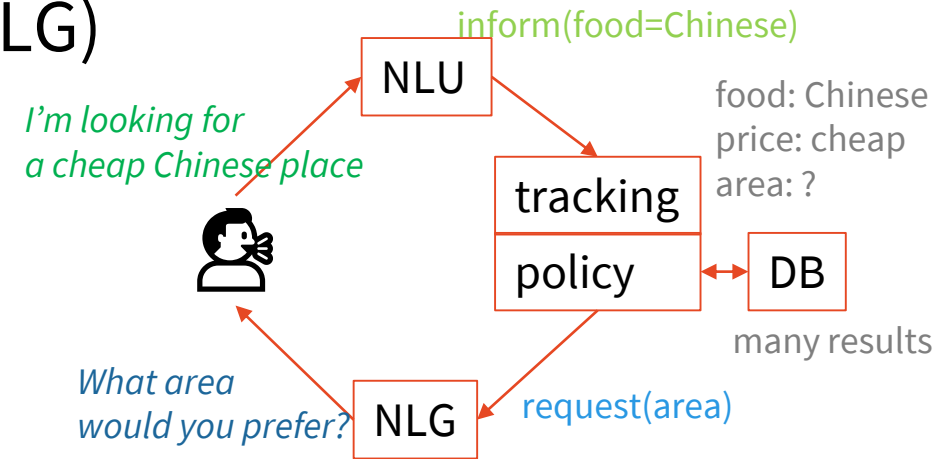 LG)
inform(food=Chinese)
NLU
I'm looking for
a cheap Chinese place
food: Chinese
price: cheap
area: ?
tracking
policy
DB
many results
What area
would you prefer?
NLG
request(area)